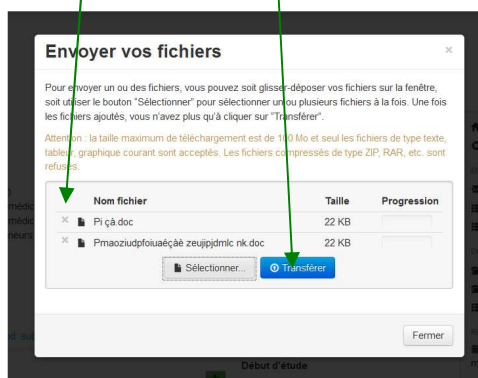 Envoyer vos fichiers ×
Pour envoyer un ou des fichiers, vous pouvez soit glisser-déposer vos fichiers sur la fenêtre,
soit utiliser le bouton "Sélectionner" pour sélectionner un ou plusieurs fichiers à la fois. Une fois
les fichiers ajoutés, vous n'avez plus qu'à cliquer sur "Transférer".
Attention : la taille maximum de téléchargement est de 100 Mo et seul les fichiers de type texte,
tableur, graphique courant sont acceptés. Les fichiers compressés de type ZIP, RAR, etc. sont
refusés.
Nom fichier Taille Progression
× Pi çà.doc 22 KB
× Pmaoziudpfoiuaéçàè zeujipjdmlc nk.doc 22 KB
Sélectionner... Transférer
Fermer
Début d'étude